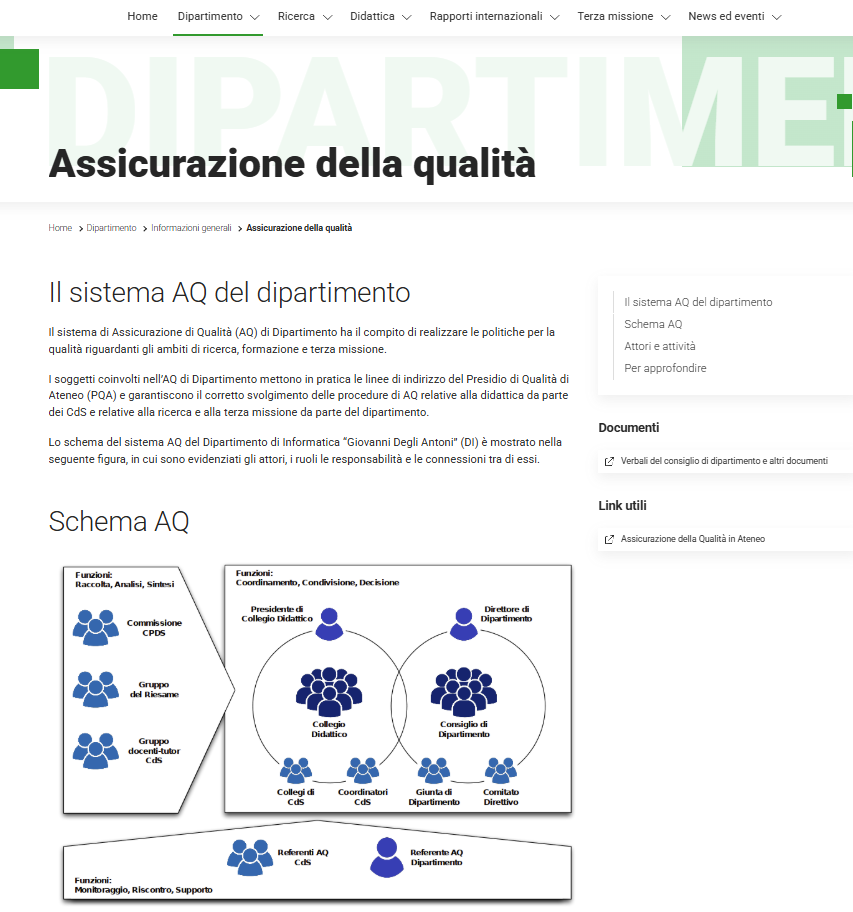 Home Dipartimento Ricerca Didattica Rapporti internazionali Terza missione News ed eventi
DIPARTIME
Assicurazione della qualità
Home Dipartimento Informazioni generali Assicurazione della qualità
Il sistema AQ del dipartimento
Il sistema di Assicurazione di Qualità (AQ) di Dipartimento ha il compito di realizzare le politiche per la
qualità riguardanti gli ambiti di ricerca, formazione e terza missione.
I soggetti coinvolti nell'AQ di Dipartimento mettono in pratica le linee di indirizzo del Presidio di Qualità di
Ateneo (PQA) e garantiscono il corretto svolgimento delle procedure di AQ relative alla didattica da parte
dei CdS e relative alla ricerca e alla terza missione da parte del dipartimento.
Lo schema del sistema AQ del Dipartimento di Informatica "Giovanni Degli Antoni" (DI) è mostrato nella
seguente figura, in cui sono evidenziati gli attori, i ruoli le responsabilità e le connessioni tra di essi.
Schema AQ
Funzioni:
Raccolta, Analisi, Sintesi
Commissione
CPDS
Gruppo
del Riesame
Gruppo
docenti-tutor
CdS
Funzioni:
Coordinamento, Condivisione, Decisione
Presidente di
Collegio Didattico
Direttore di
Dipartimento
Collegio
Didattico
Consiglio di
Dipartimento
Collegi di
CdS
Coordinatori
CdS
Giunta di
Dipartimento
Comitato
Direttivo
Referenti AQ
CdS
Referente AQ
Dipartimento
Funzioni:
Monitoraggio, Riscontro, Supporto
Il sistema AQ del dipartimento
Schema AQ
Attori e attività
Per approfondire
Documenti
Verbali del consiglio di dipartimento e altri documenti
Link utili
Assicurazione della Qualità in Ateneo